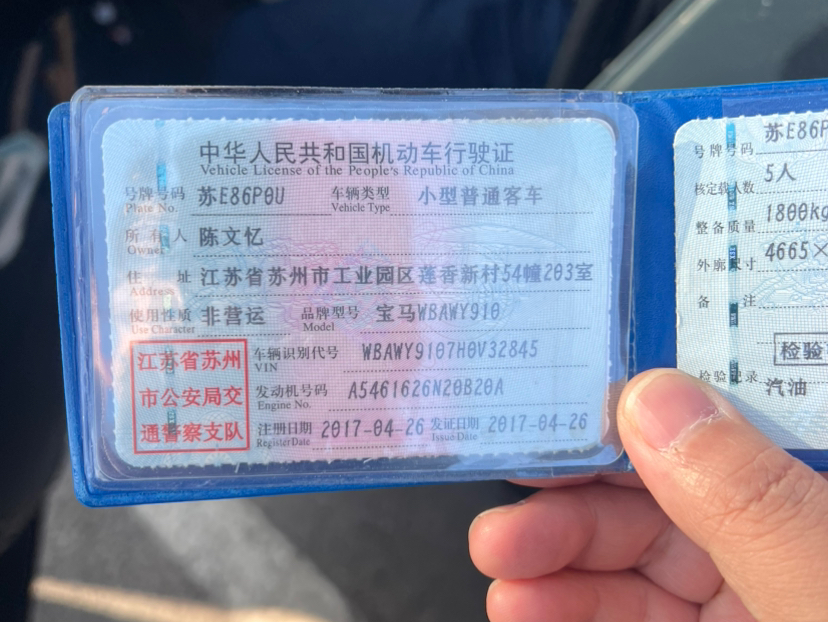 中华人民共和国机动车行驶证
Vehicle License of the People's Republic of China
号牌号码 苏E86P0U 车辆类型 小型普通客车
Plate No. Vehicle Type
所有人 陈文忆
Owner
住址 江苏省苏州市工业园区莲香新村54幢203室
Address
使用性质 非营运 品牌型号 宝马WBAWY910
Use Character Model
江苏省苏州
市公安局交
通警察支队
车辆识别代号 WBAWY9107H0V32845
VIN
发动机号码 A5461626N20B20A
Engine No.
注册日期 2017-04-26 发证日期 2017-04-26
Register Date Issue Date
号牌号码 苏E86P
核定载人数 5人
整备质量 1800kg
外廓尺寸 4665×
备注
检验
检验记录 汽油